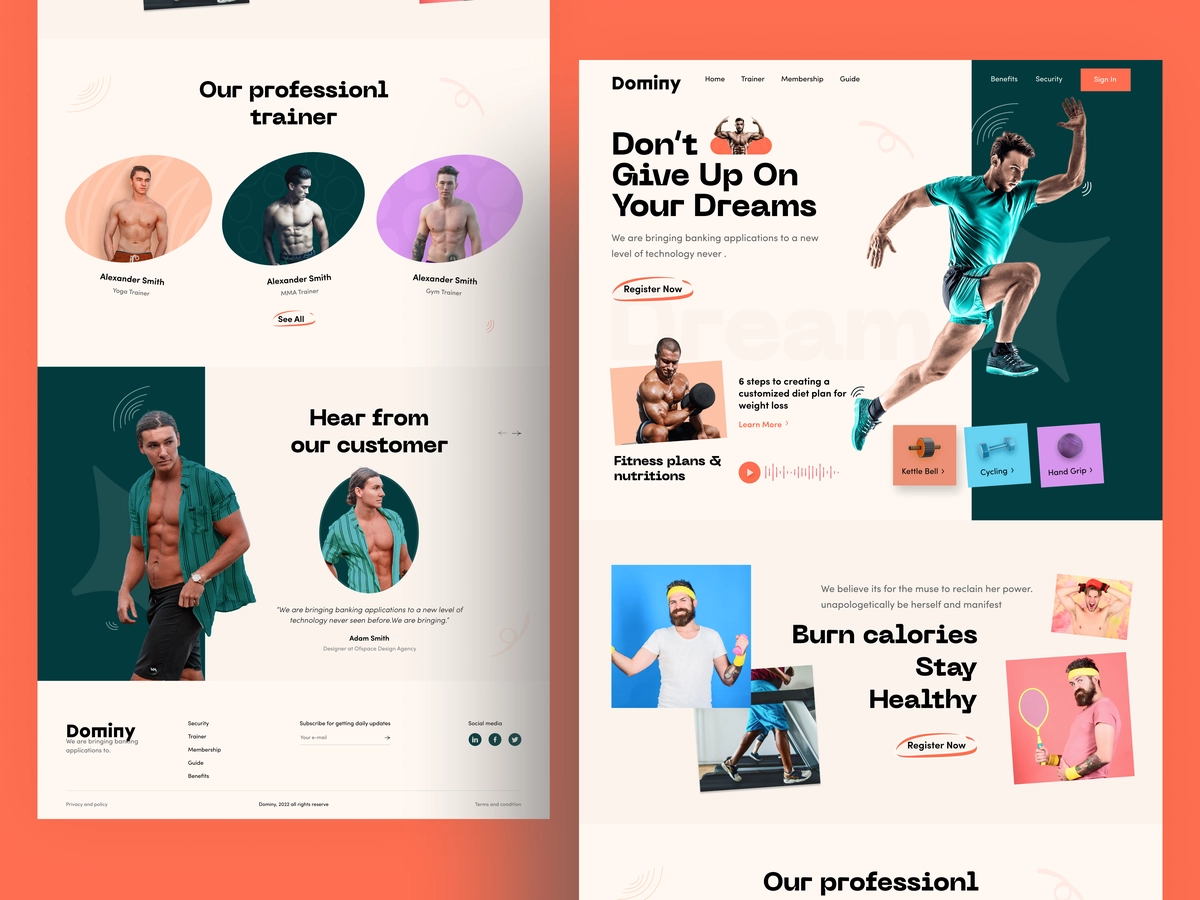 Our professionl
trainer
Alexander Smith
Yoga Trainer
Alexander Smith
MMA Trainer
Alexander Smith
Gym Trainer
See All
Hear from
our customer
"We are bringing banking applications to a new level of
technology never seen before.We are bringing."
Adam Smith
Designer at Ofspace Design Agency
Dominy
We are bringing banking
applications to.
Security
Trainer
Membership
Guide
Benefits
Subscribe for getting daily updates
Your e-mail
Social media
Privacy and policy
Dominy, 2022 all rights reserve
Terms and condition
Dominy
Home
Trainer
Membership
Guide
Benefits
Security
Sign In
Don't
Give Up On
Your Dreams
We are bringing banking applications to a new
level of technology never .
Register Now
Dream
6 steps to creating a
customized diet plan for
weight loss
Learn More
Fitness plans &
nutritions
Kettle Bell
Cycling
Hand Grip
We believe its for the muse to reclain her power.
unapologetically be herself and manifest
Burn calories
Stay
Healthy
Register Now
Our professionl